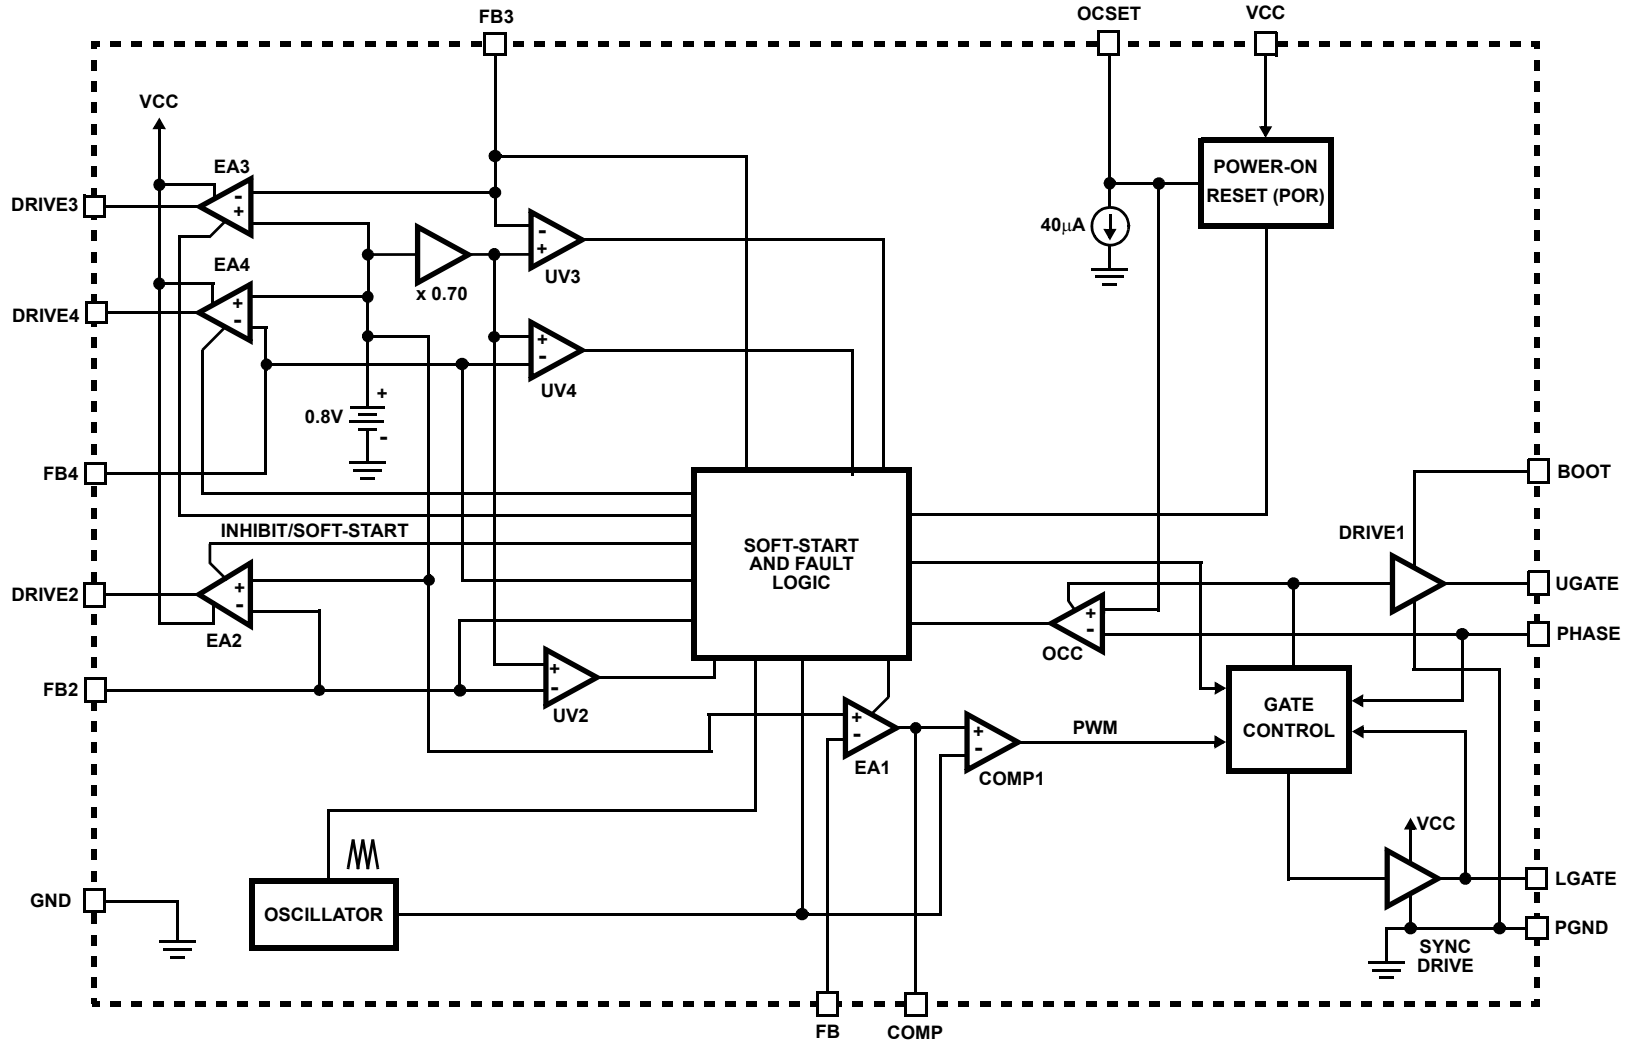 FB3
OCSET
VCC
VCC
EA3
-
+
DRIVE3
POWER-ON
RESET (POR)
40μA
-
+
UV3
x 0.70
EA4
+
-
DRIVE4
+
-
UV4
+
0.8V
-
FB4
BOOT
INHIBIT/SOFT-START
DRIVE1
SOFT-START
AND FAULT
LOGIC
DRIVE2
+
-
EA2
UGATE
+
-
OCC
PHASE
FB2
+
-
UV2
GATE
CONTROL
+
-
EA1
+
-
COMP1
PWM
VCC
LGATE
GND
OSCILLATOR
PGND
SYNC
DRIVE
FB
COMP